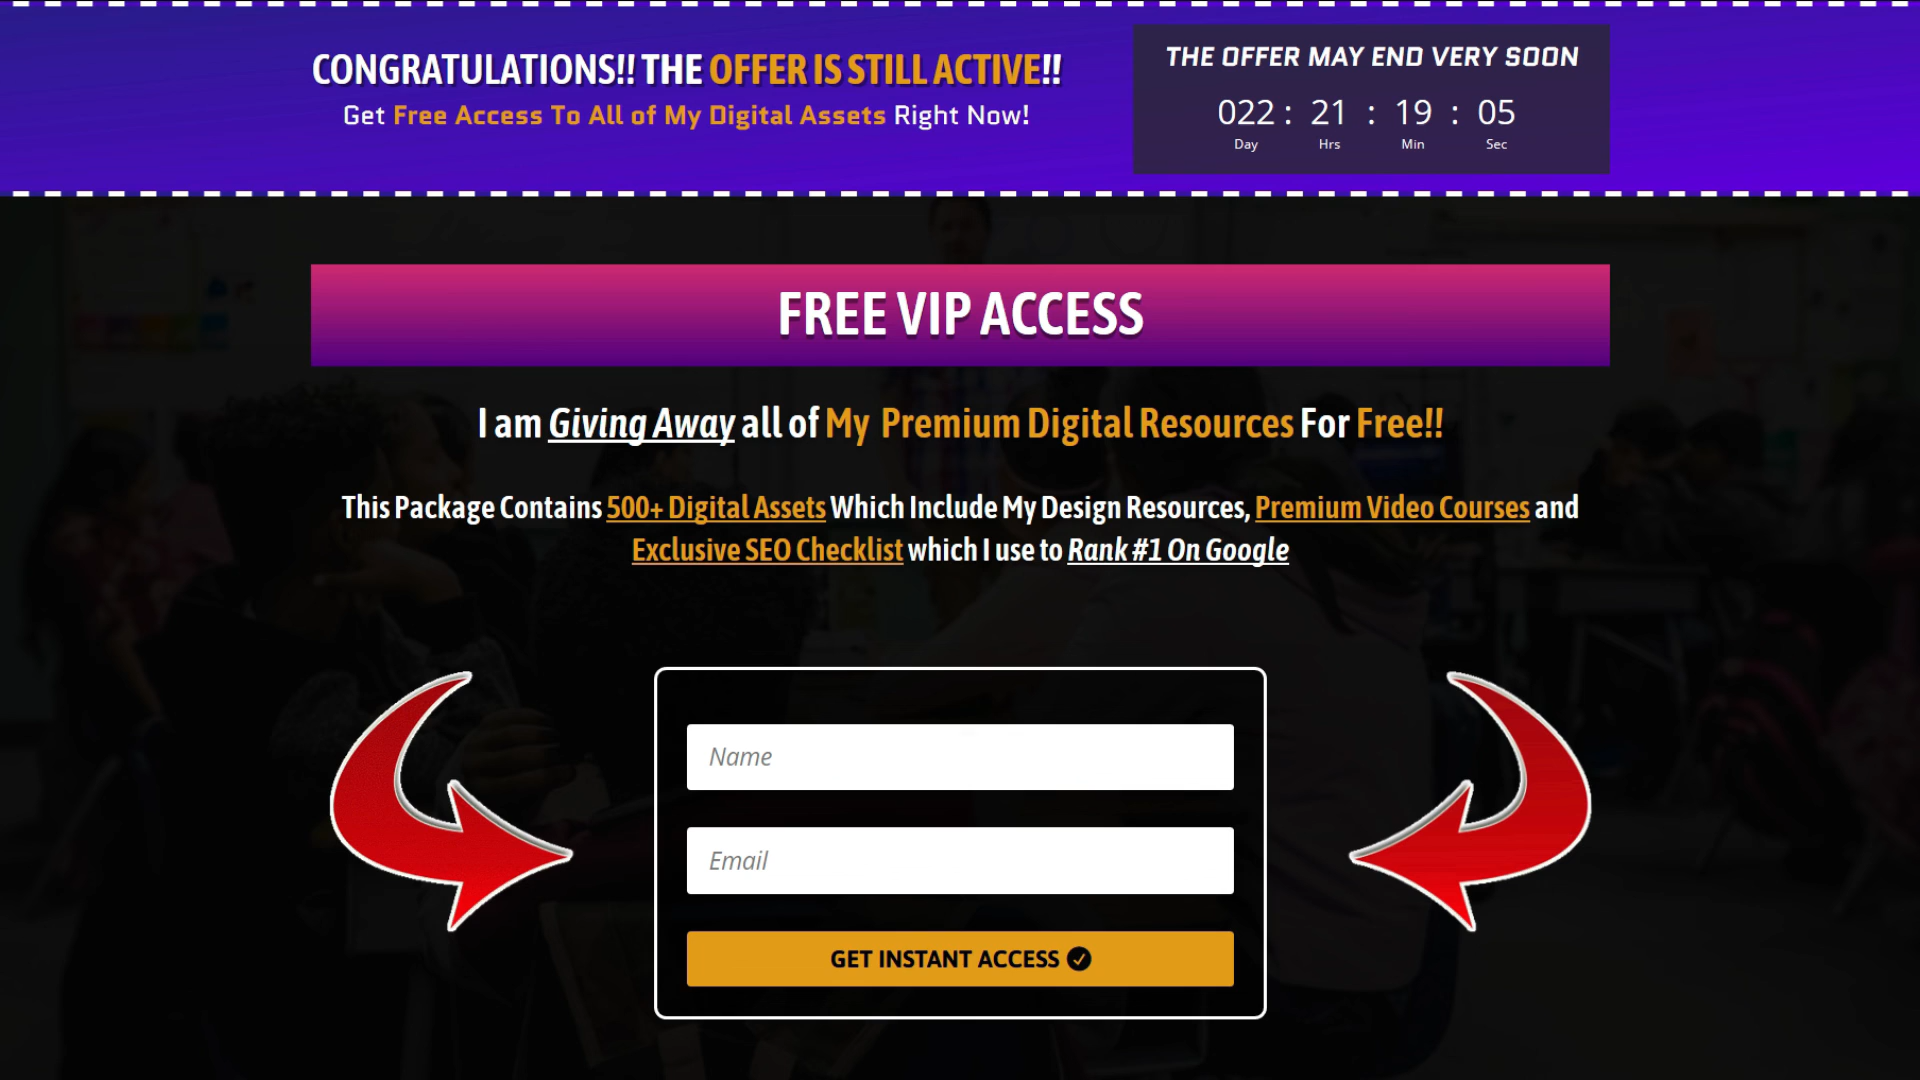 CONGRATULATIONS!! THE OFFER IS STILL ACTIVE!!
Get Free Access To All of My Digital Assets Right Now!
THE OFFER MAY END VERY SOON
022 : 21 : 19 : 05
Day Hrs Min Sec
FREE VIP ACCESS
I am Giving Away all of My Premium Digital Resources For Free!!
This Package Contains 500+ Digital Assets Which Include My Design Resources, Premium Video Courses and
Exclusive SEO Checklist which I use to Rank #1 On Google
Name
Email
GET INSTANT ACCESS